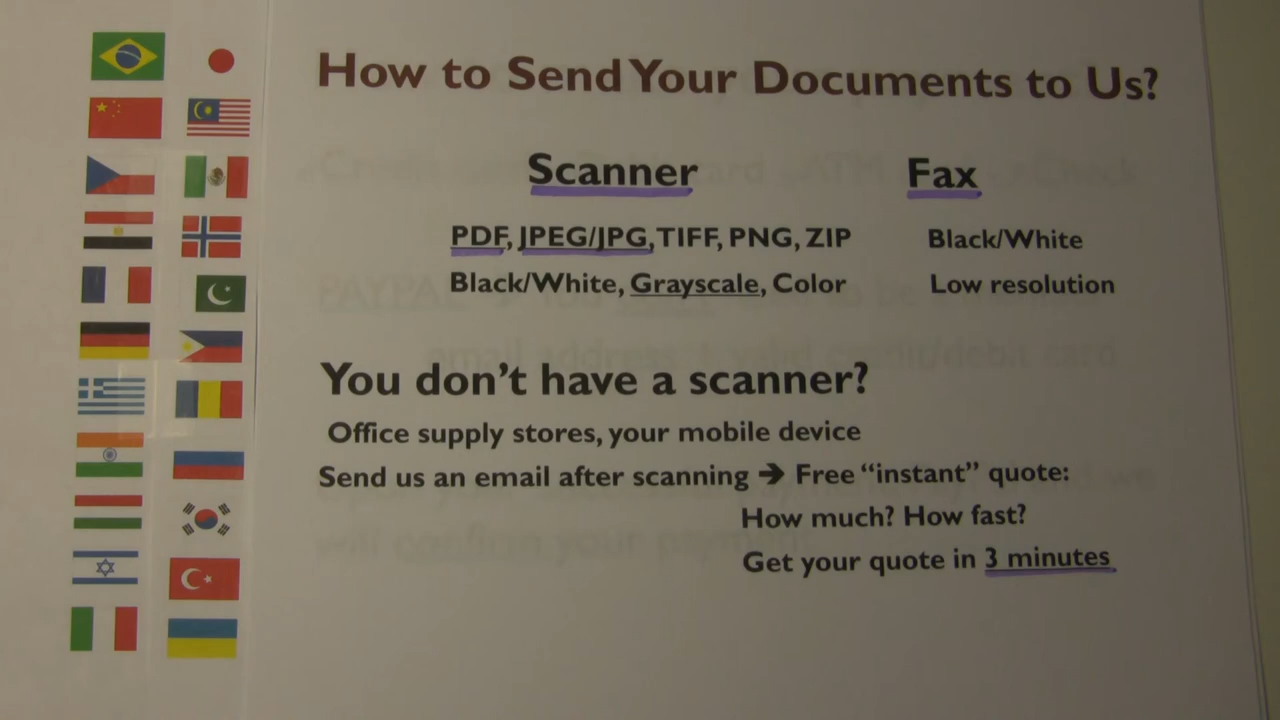 How to Send Your Documents to Us?
Scanner
Fax
PDF, JPEG/JPG, TIFF, PNG, ZIP
Black/White
Black/White, Grayscale, Color
Low resolution
You don't have a scanner?
Office supply stores, your mobile device
Send us an email after scanning ➔ Free “instant” quote:
How much? How fast?
Get your quote in 3 minutes